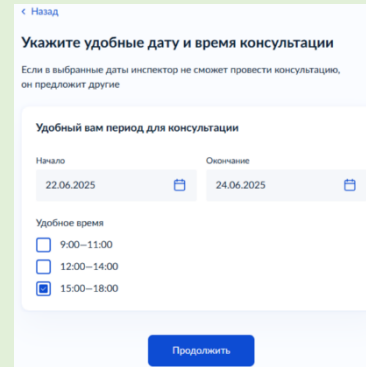 ‹ Назад
Укажите удобные дату и время консультации
Если в выбранные даты инспектор не сможет провести консультацию,
он предложит другие
Удобный вам период для консультации
Начало Окончание
22.06.2025 24.06.2025
Удобное время
9:00—11:00
12:00—14:00
15:00—18:00
Продолжить